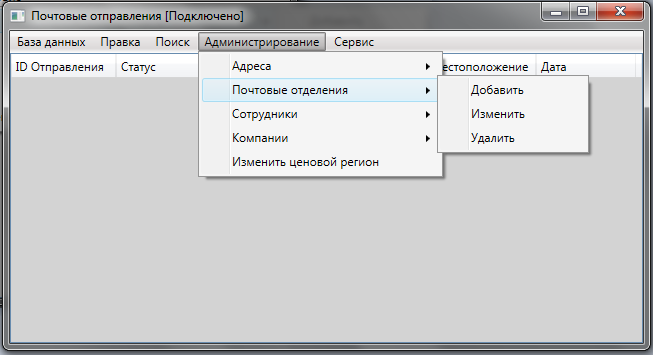 Почтовые отправления [Подключено]
База данных Правка Поиск Администрирование Сервис
ID Отправления Статус естоположение Дата
Адреса
Почтовые отделения
Сотрудники
Компании
Изменить ценовой регион
Добавить
Изменить
Удалить